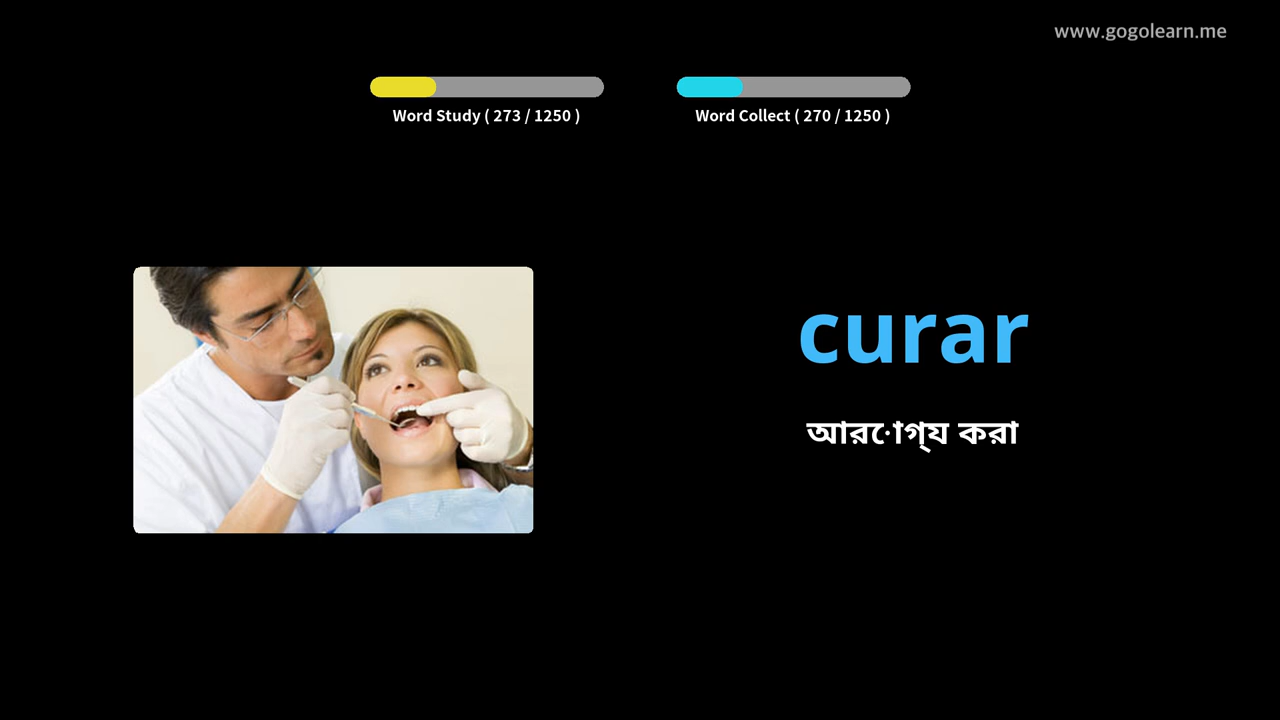 www.gogolearn.me
Word Study ( 273 / 1250 )
Word Collect ( 270 / 1250 )
curar
আরোগ্য করা